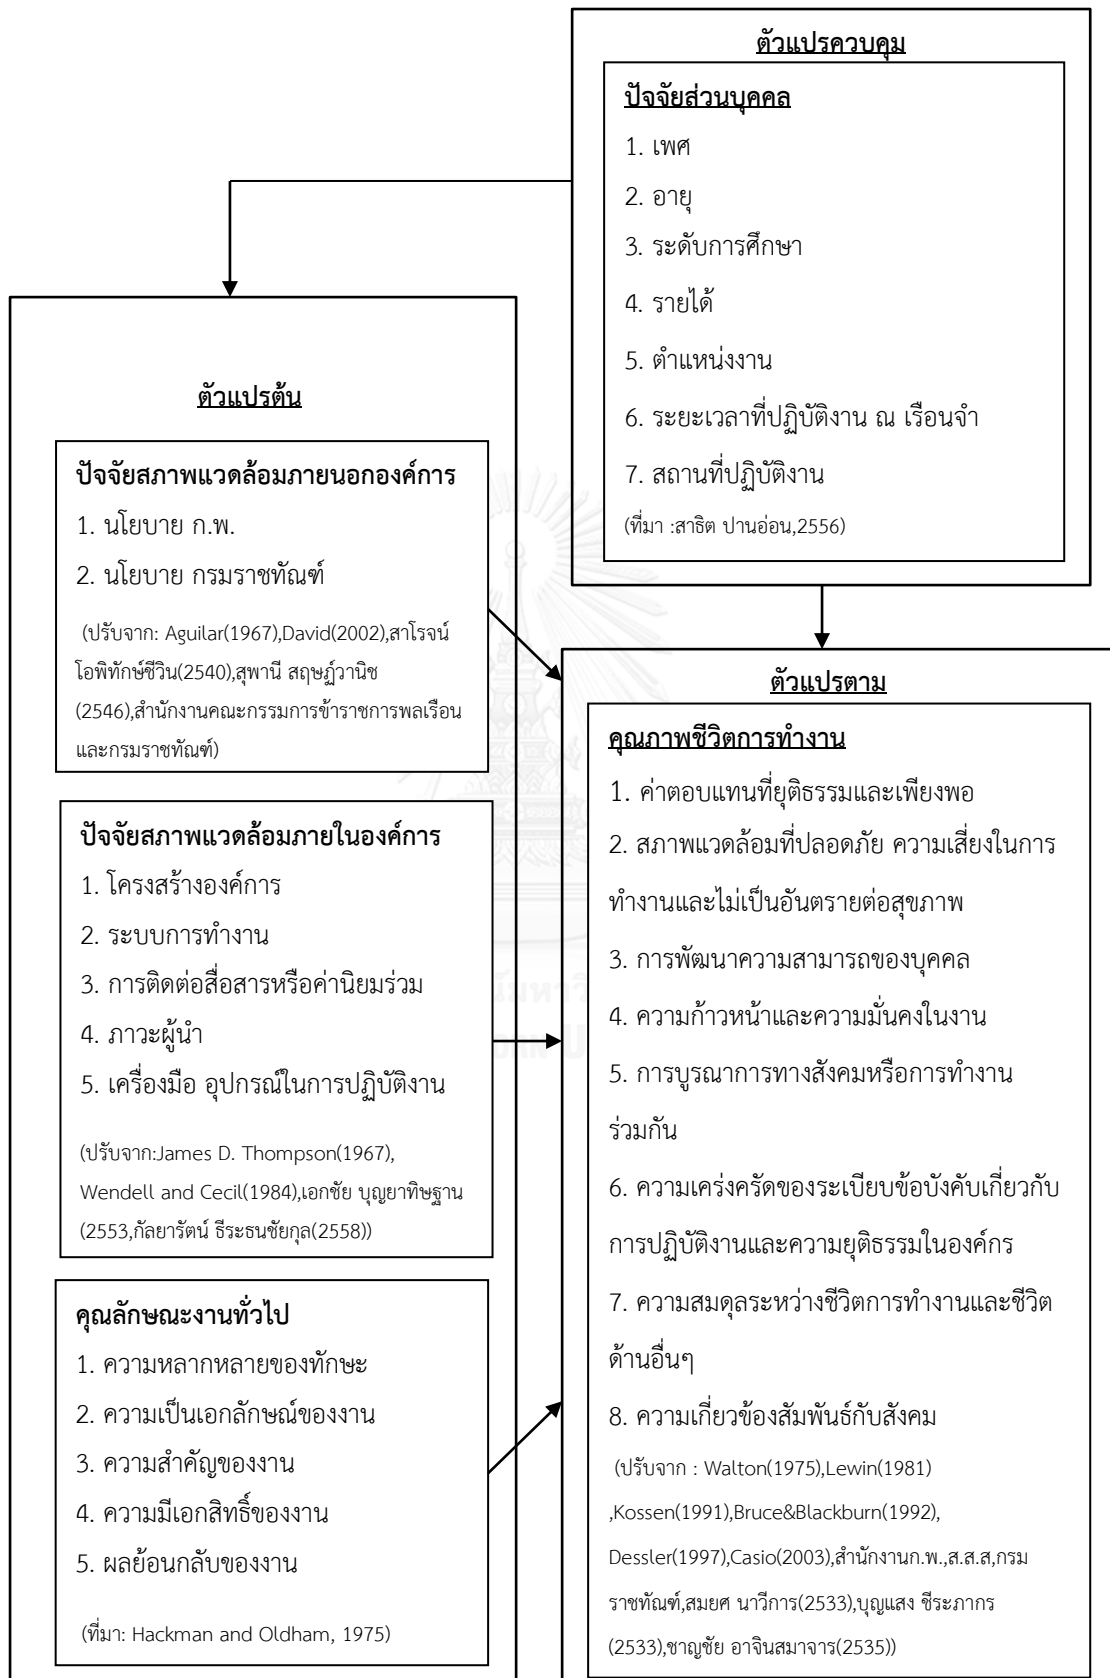 ตัวแปรควบคุม
ปัจจัยส่วนบุคคล
1. เพศ
2. อายุ
3. ระดับการศึกษา
4. รายได้
5. ตำแหน่งงาน
6. ระยะเวลาที่ปฏิบัติงาน ณ เรือนจำ
7. สถานที่ปฏิบัติงาน
(ที่มา :สาธิต ปานอ่อน,2556)
ตัวแปรต้น
ปัจจัยสภาพแวดล้อมภายนอกองค์การ
1. นโยบาย ก.พ.
2. นโยบาย กรมราชทัณฑ์
(ปรับจาก: Aguilar(1967),David(2002),สาโรจน์
โอพิทักษ์ชีวิน(2540),สุพานี สฤษฎ์วานิช
(2546),สำนักงานคณะกรรมการข้าราชการพลเรือน
และกรมราชทัณฑ์)
ปัจจัยสภาพแวดล้อมภายในองค์การ
1. โครงสร้างองค์การ
2. ระบบการทำงาน
3. การติดต่อสื่อสารหรือค่านิยมร่วม
4. ภาวะผู้นำ
5. เครื่องมือ อุปกรณ์ในการปฏิบัติงาน
(ปรับจาก:James D. Thompson(1967),
Wendell and Cecil(1984),เอกชัย บุญยาทิษฐาน
(2553,กัลยารัตน์ ธีระธนชัยกุล(2558))
คุณลักษณะงานทั่วไป
1. ความหลากหลายของทักษะ
2. ความเป็นเอกลักษณ์ของงาน
3. ความสำคัญของงาน
4. ความมีเอกสิทธิ์ของงาน
5. ผลย้อนกลับของงาน
(ที่มา: Hackman and Oldham, 1975)
ตัวแปรตาม
คุณภาพชีวิตการทำงาน
1. ค่าตอบแทนที่ยุติธรรมและเพียงพอ
2. สภาพแวดล้อมที่ปลอดภัย ความเสี่ยงในการ
ทำงานและไม่เป็นอันตรายต่อสุขภาพ
3. การพัฒนาความสามารถของบุคคล
4. ความก้าวหน้าและความมั่นคงในงาน
5. การบูรณาการทางสังคมหรือการทำงาน
ร่วมกัน
6. ความเคร่งครัดของระเบียบข้อบังคับเกี่ยวกับ
การปฏิบัติงานและความยุติธรรมในองค์กร
7. ความสมดุลระหว่างชีวิตการทำงานและชีวิต
ด้านอื่นๆ
8. ความเกี่ยวข้องสัมพันธ์กับสังคม
(ปรับจาก : Walton(1975),Lewin(1981)
,Kossen(1991),Bruce&Blackburn(1992),
Dessler(1997),Casio(2003),สำนักงานก.พ.,ส.ส.ส,กรม
ราชทัณฑ์,สมยศ นาวีการ(2533),บุญแสง ชีระภากร
(2533),ชาญชัย อาจินสมาจาร(2535))